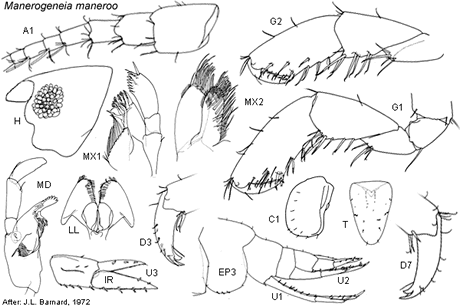 Manerogeneia maneroo
A1
G2
H
MX1
MX2
G1
MD
LL
D3
C1
T
D7
IR
U3
EP3
U2
U1
After: J.L. Barnard, 1972